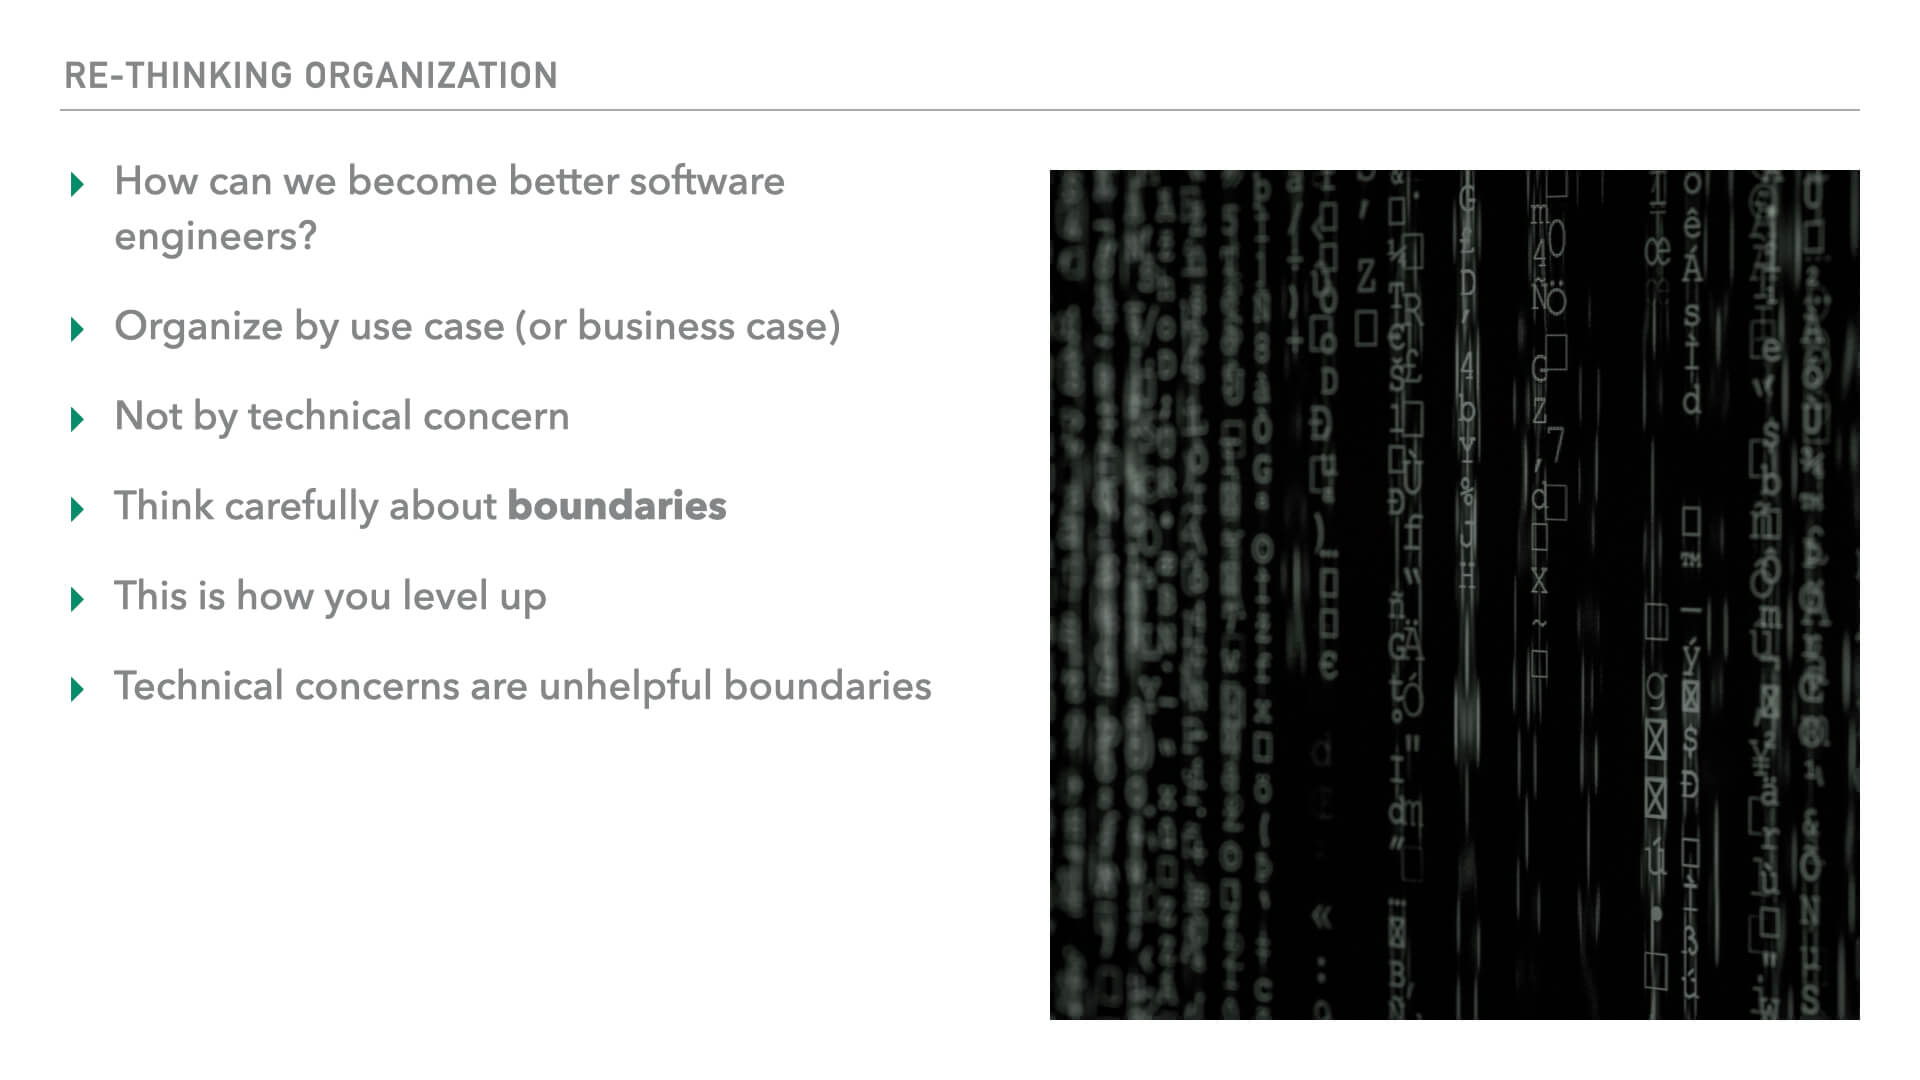 RE-THINKING ORGANIZATION
How can we become better software
engineers?
Organize by use case (or business case)
Not by technical concern
Think carefully about boundaries
This is how you level up
Technical concerns are unhelpful boundaries